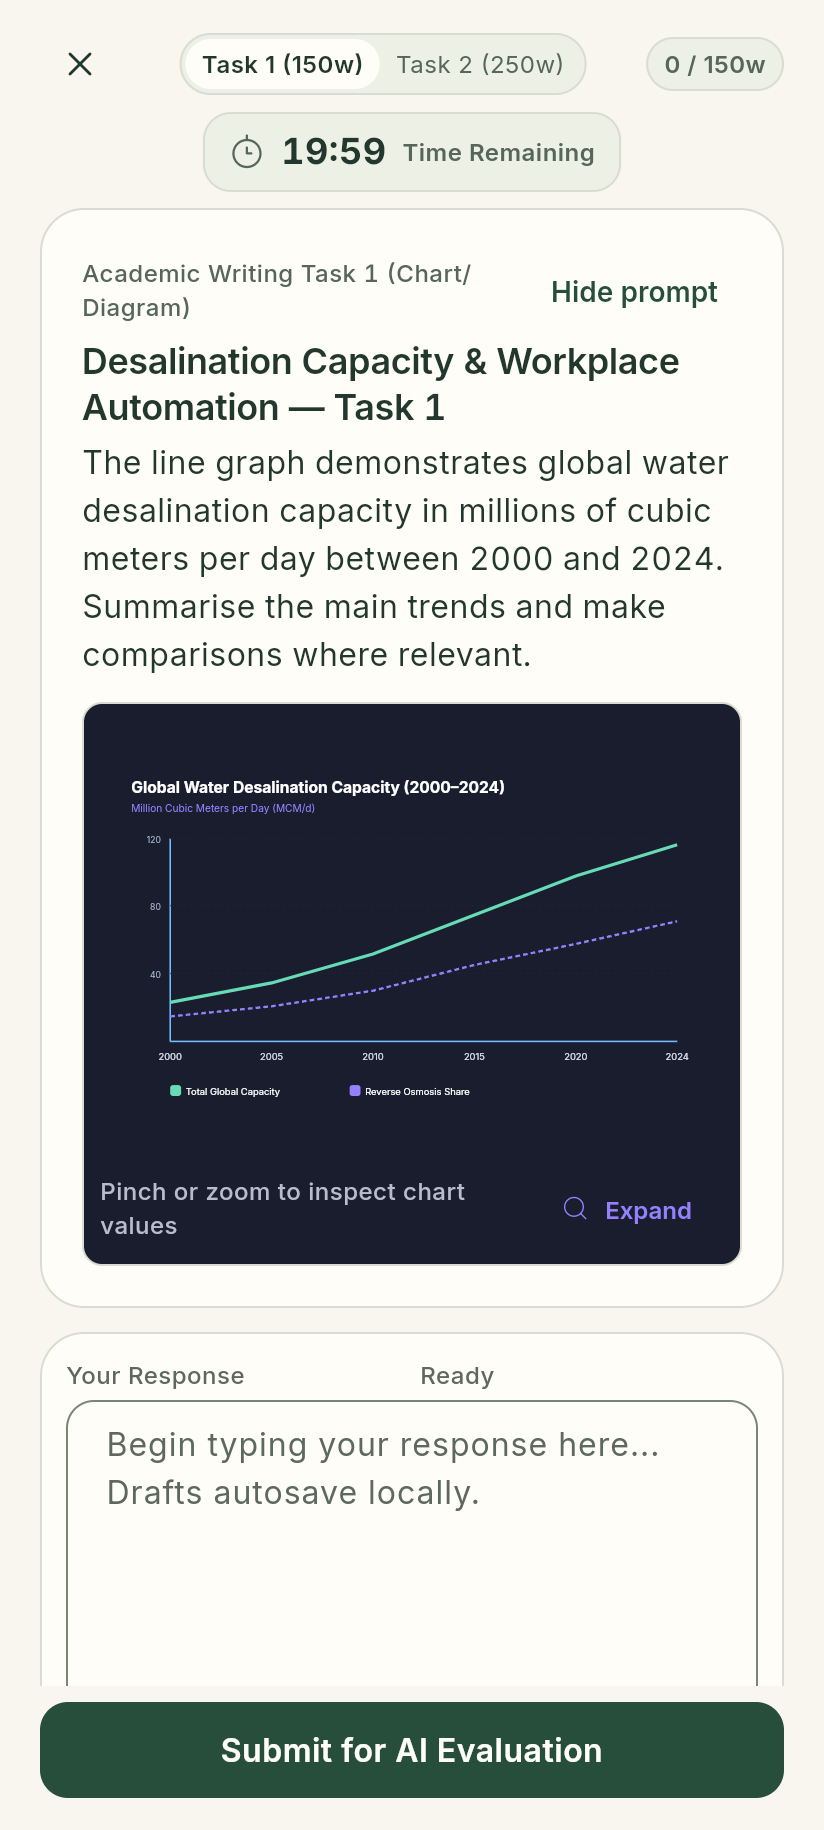 Task 1 (150w)
Task 2 (250w)
0 / 150w
19:59 Time Remaining
Academic Writing Task 1 (Chart/
Diagram)
Hide prompt
Desalination Capacity & Workplace
Automation — Task 1
The line graph demonstrates global water
desalination capacity in millions of cubic
meters per day between 2000 and 2024.
Summarise the main trends and make
comparisons where relevant.
Global Water Desalination Capacity (2000–2024)
Million Cubic Meters per Day (MCM/d)
120
80
40
2000 2005 2010 2015 2020 2024
Total Global Capacity
Reverse Osmosis Share
Pinch or zoom to inspect chart
values
Expand
Your Response
Ready
Begin typing your response here...
Drafts autosave locally.
Submit for AI Evaluation